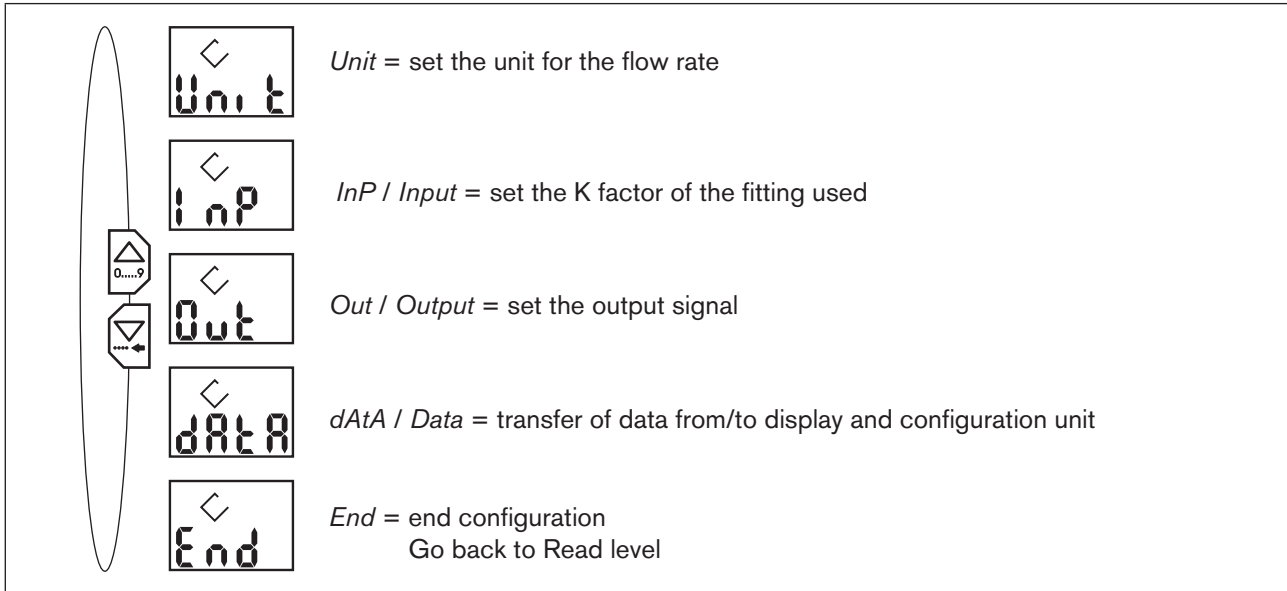 Unit
Unit = set the unit for the flow rate
InP
InP / Input = set the K factor of the fitting used
0.....9
Out
Out / Output = set the output signal
dAtA
dAtA / Data = transfer of data from/to display and configuration unit
End
End = end configuration
Go back to Read level